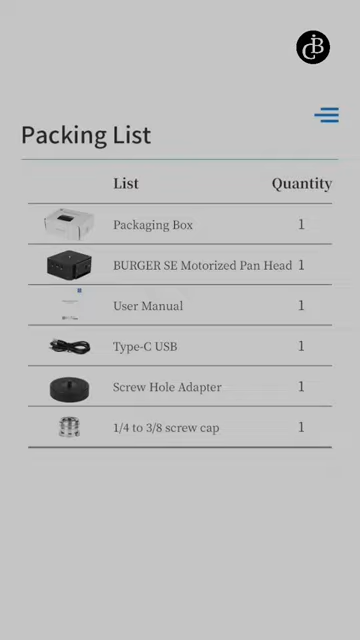 CiB
Packing List
List Quantity
Packaging Box 1
BURGER SE Motorized Pan Head 1
User Manual 1
Type-C USB 1
Screw Hole Adapter 1
1/4 to 3/8 screw cap 1